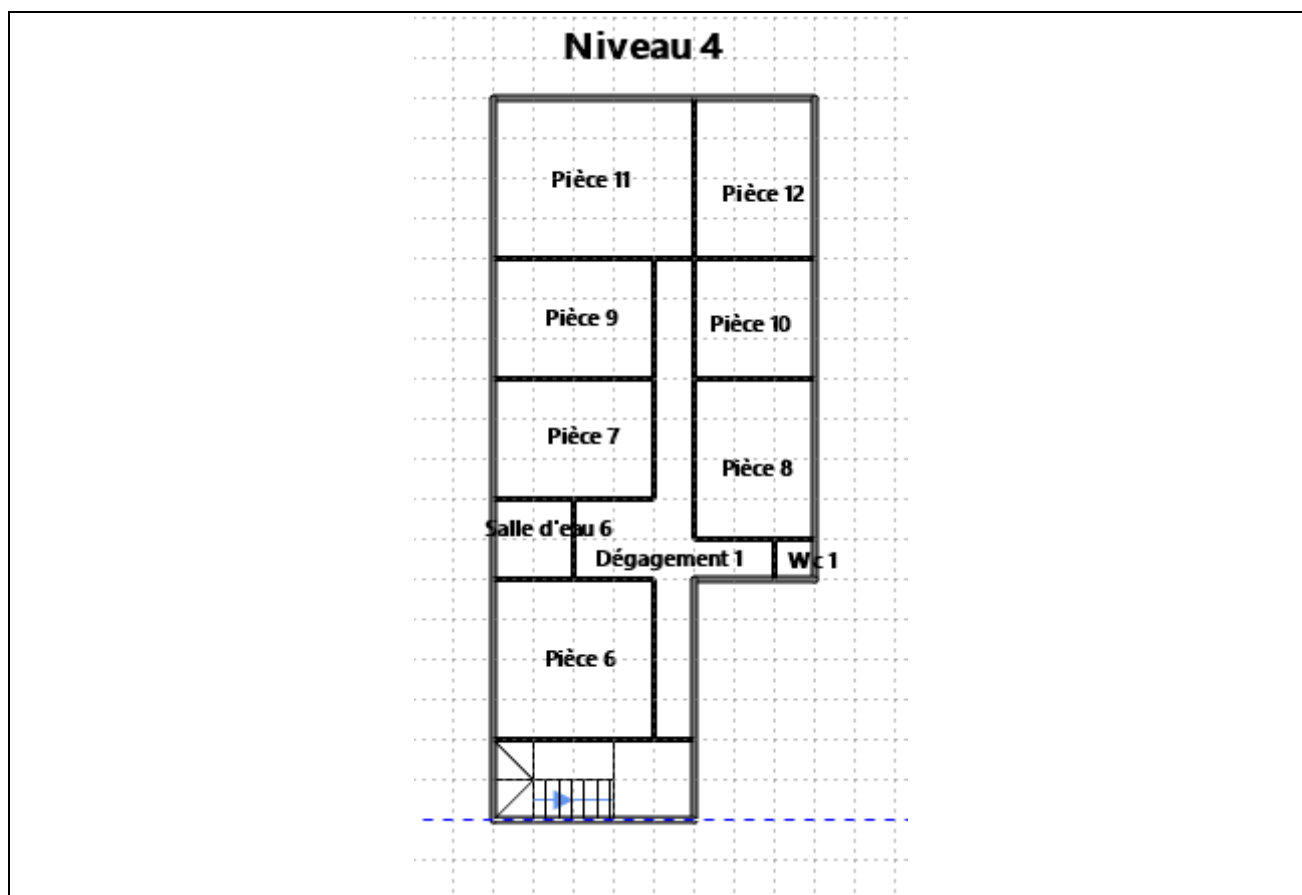 Niveau 4
Pièce 11
Pièce 12
Pièce 9
Pièce 10
Pièce 7
Pièce 8
Salle d'eau 6
Dégagement 1
Wc 1
Pièce 6